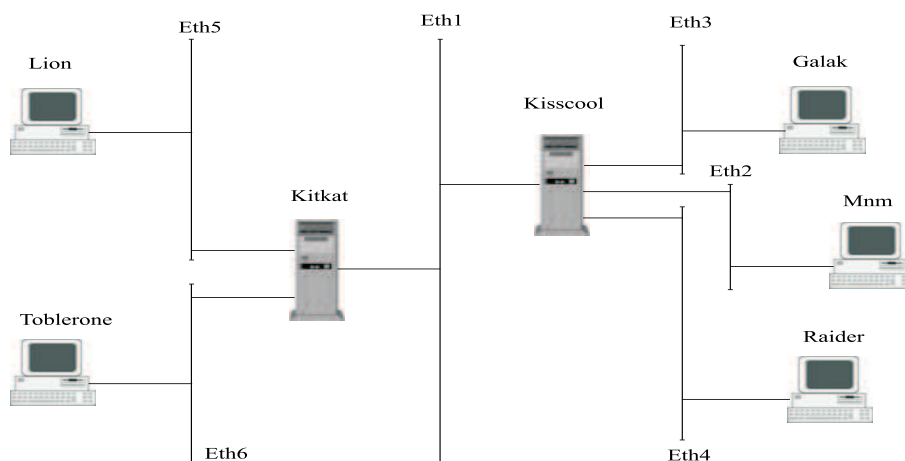 Eth1
Eth5
Eth3
Lion
Galak
Kisscool
Eth2
Kitkat
Mnm
Toblerone
Raider
Eth6
Eth4